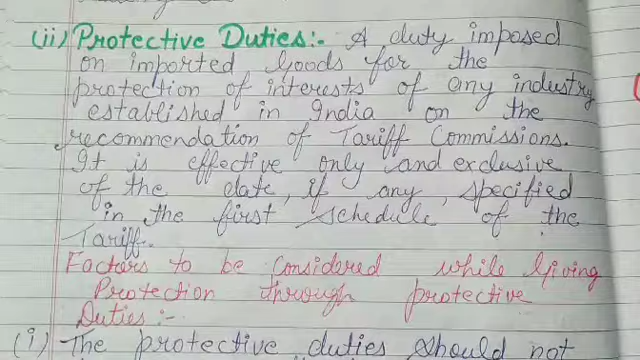 (ii) Protective Duties:- A duty imposed
on imported Goods for the
protection of interests of any industry
established in India on the
recommendation of Tariff Commissions.
It is effective only and exclusive
of the date, if any, specified
in the first schedule of the
Tariff.
Factors to be Considered while Giving
Protection through protective
Duties :-
(i) The protective duties should not